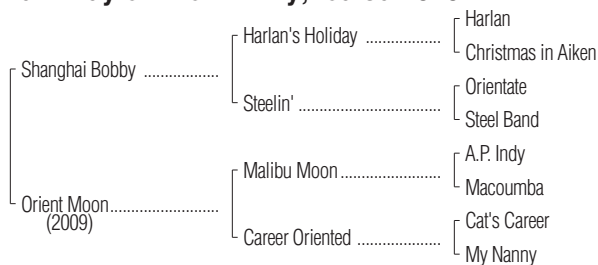 Harlan
Harlan's Holiday ..................
Christmas in Aiken
Shanghai Bobby ..................
Orientate
Steelin' ..................................
Steel Band
A.P. Indy
Malibu Moon ........................
Macoumba
Orient Moon..........................
(2009)
Cat's Career
Career Oriented ....................
My Nanny